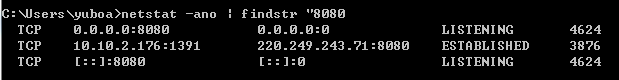 C:\Users\yuboa>netstat -ano | findstr "8080
TCP 0.0.0.0:8080 0.0.0.0:0 LISTENING 4624
TCP 10.10.2.176:1391 220.249.243.71:8080 ESTABLISHED 3876
TCP [::]:8080 [::]:0 LISTENING 4624